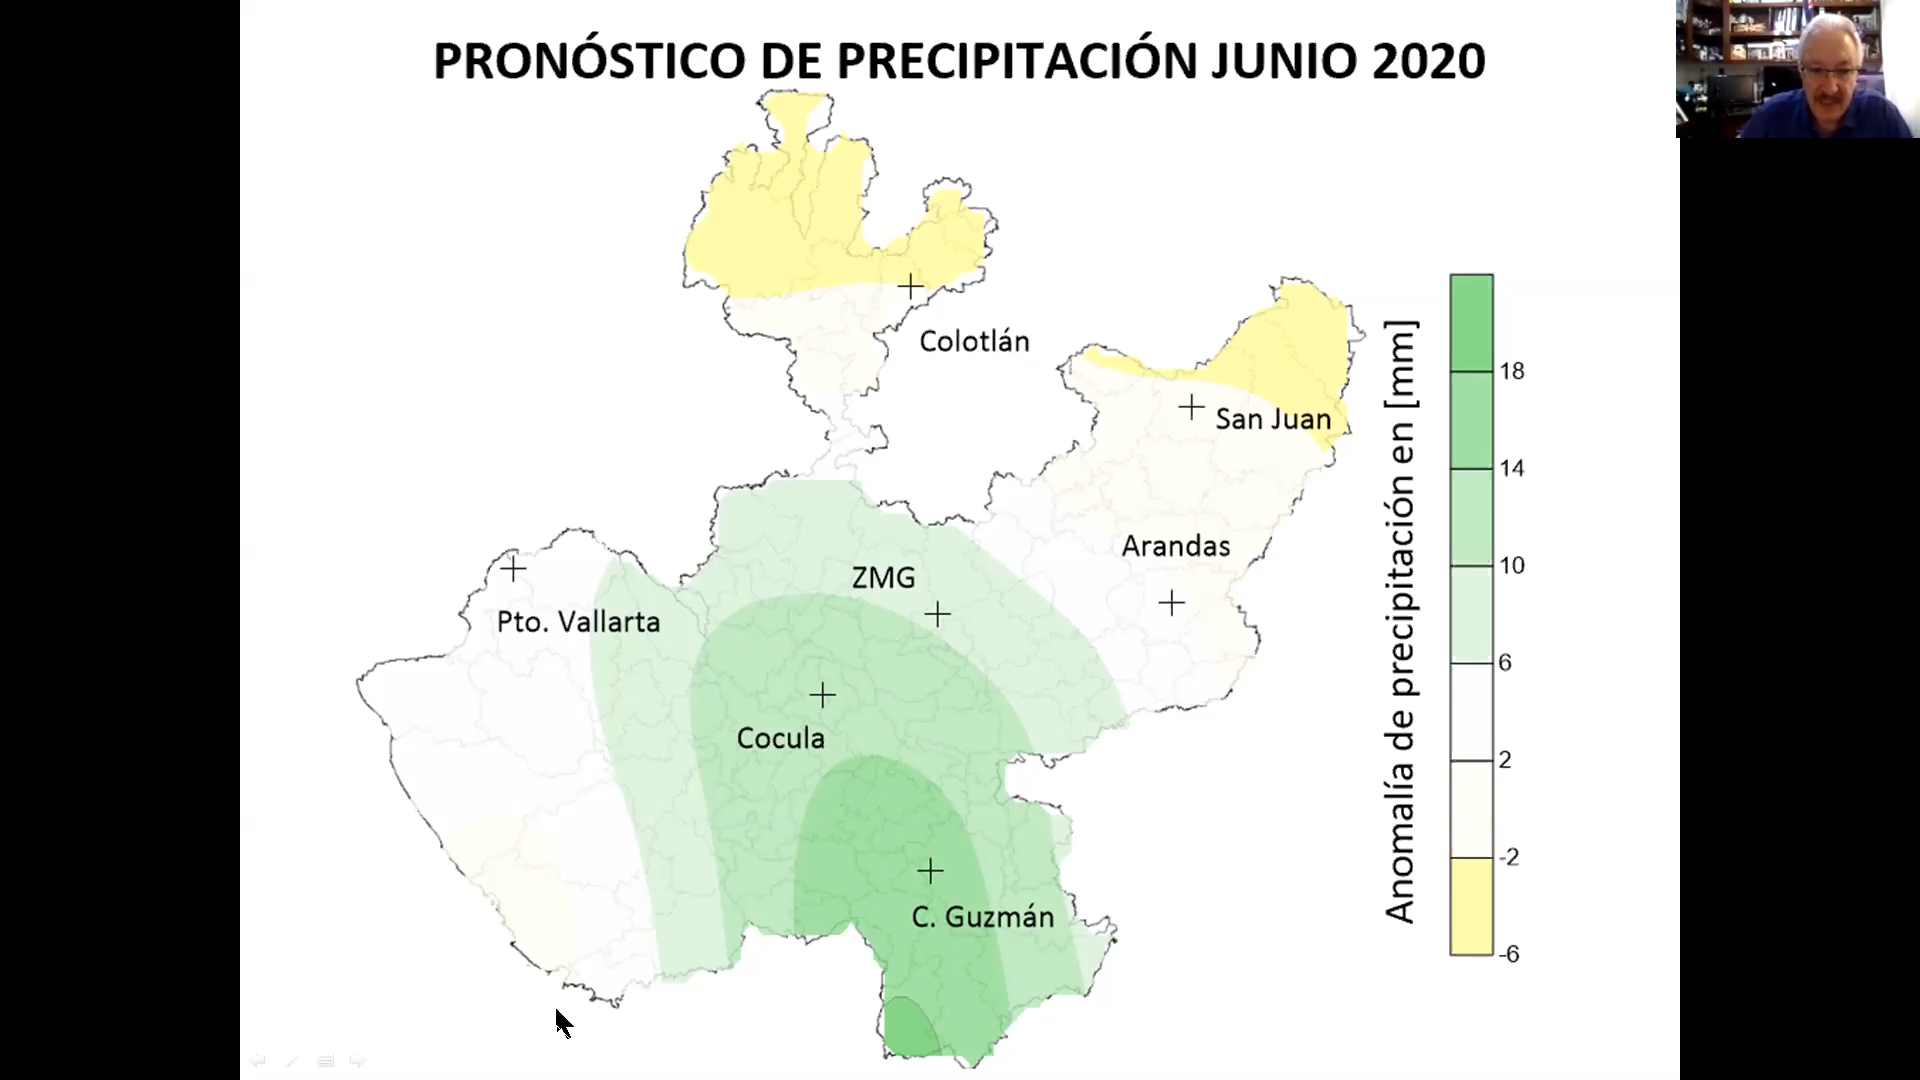 PRONÓSTICO DE PRECIPITACIÓN JUNIO 2020
Colotlán
San Juan
Arandas
ZMG
Pto. Vallarta
Cocula
C. Guzmán
Anomalía de precipitación en [mm]
18
14
10
6
2
-2
-6